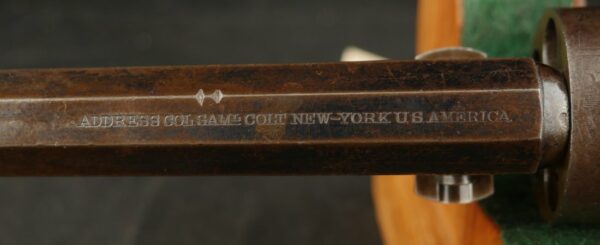 ADDRESS COL. SAMᴸ COLT NEW-YORK U.S. AMERICA.